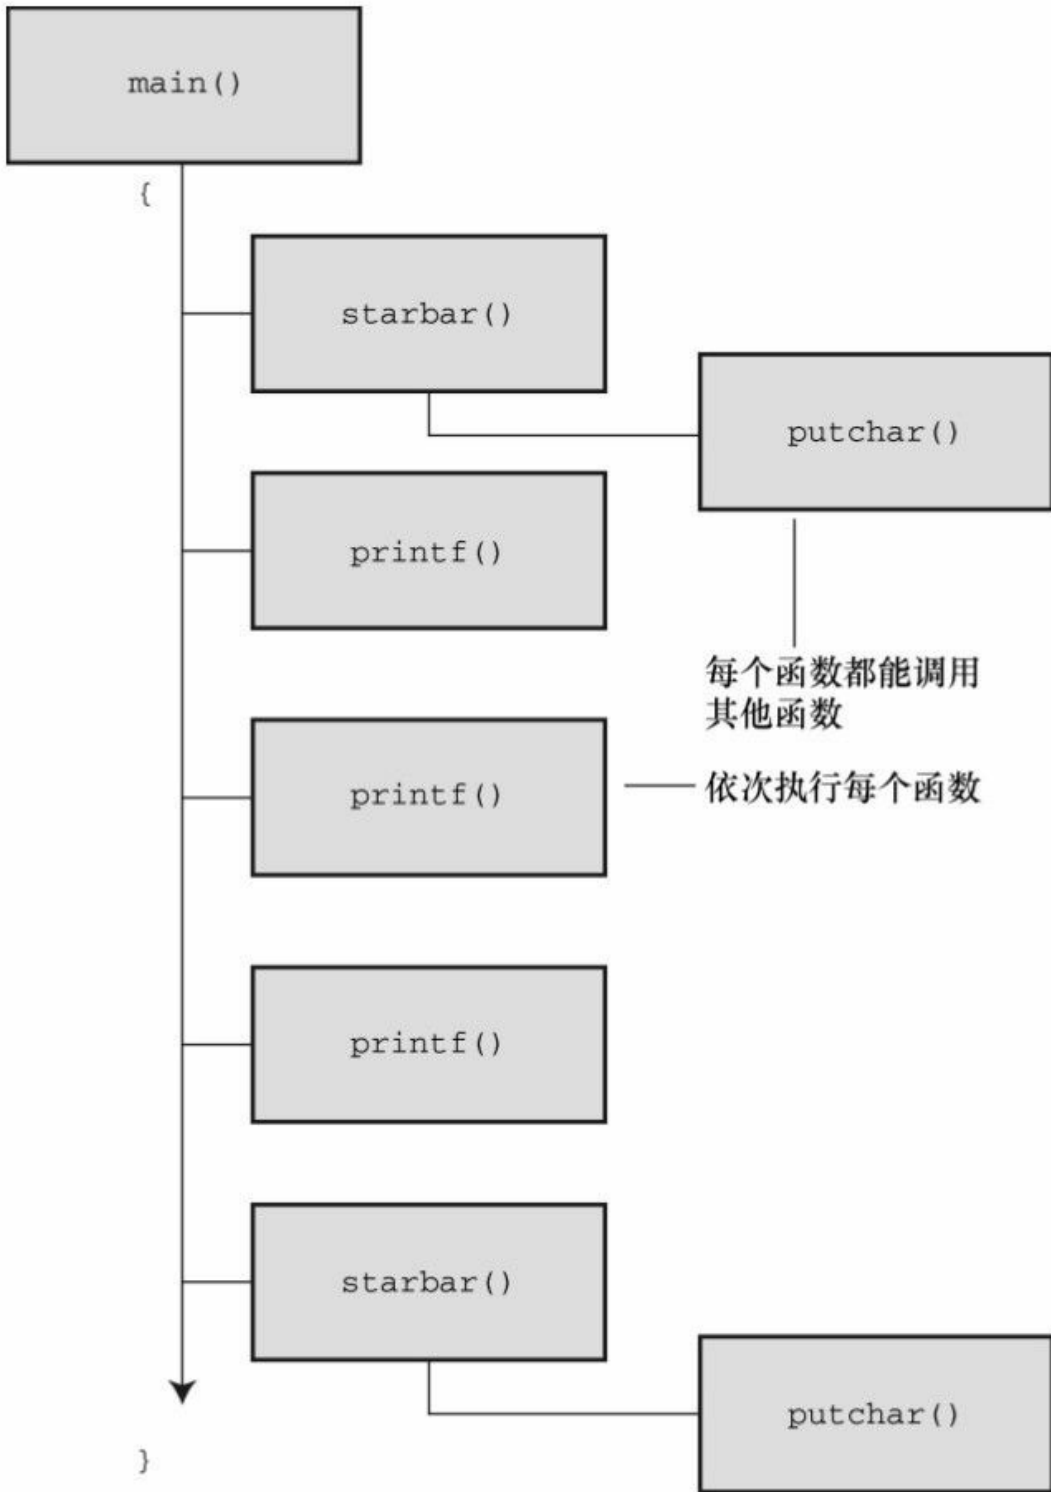 main()
{
starbar()
putchar()
printf()
每个函数都能调用
其他函数
printf()
依次执行每个函数
printf()
starbar()
putchar()
}